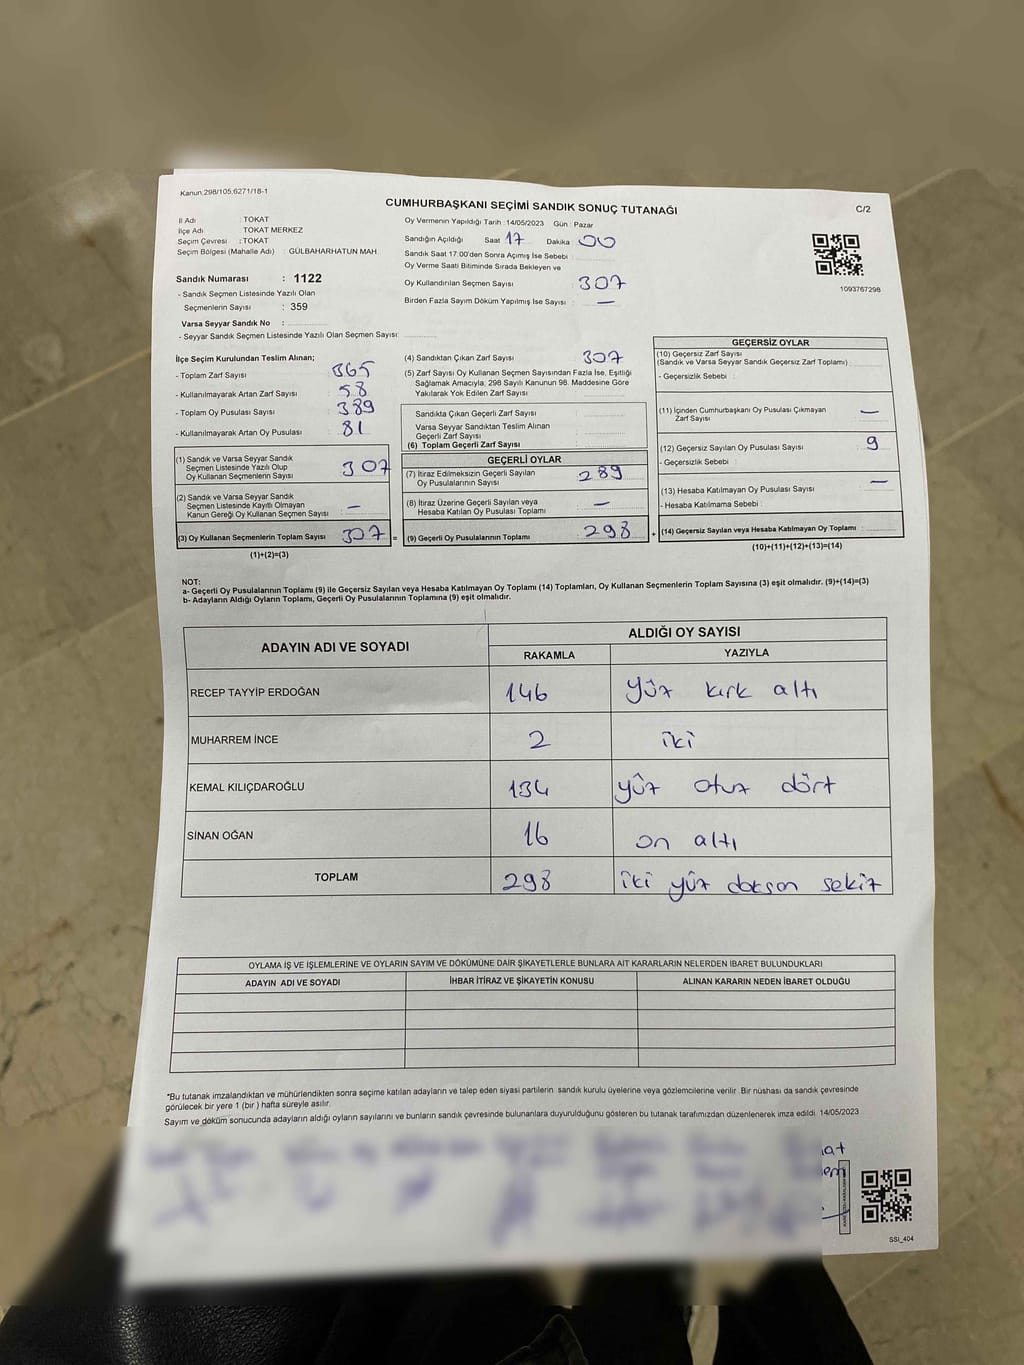 Kanun.298/105,6271/18-1
CUMHURBAŞKANI SEÇİMİ SANDIK SONUÇ TUTANAĞI
C/2
İl Adı : TOKAT
İlçe Adı : TOKAT MERKEZ
Seçim Çevresi : TOKAT
Seçim Bölgesi (Mahalle Adı) : GÜLBAHARHATUN MAH.
Sandık Numarası : 1122
- Sandık Seçmen Listesinde Yazılı Olan
Seçmenlerin Sayısı : 359
Varsa Seyyar Sandık No :
- Seyyar Sandık Seçmen Listesinde Yazılı Olan Seçmen Sayısı:
Oy Vermenin Yapıldığı Tarih : 14/05/2023 Gün : Pazar
Sandığın Açıldığı Saat 17 Dakika 00
Sandık Saat 17:00'den Sonra Açımış İse Sebebi :
Oy Verme Saati Bitiminde Sırada Bekleyen ve
Oy Kullandırılan Seçmen Sayısı : 307
Birden Fazla Sayım Döküm Yapılmış İse Sayısı : —
1093767298
İlçe Seçim Kurulundan Teslim Alınan;
- Toplam Zarf Sayısı : 365
- Kullanılmayarak Artan Zarf Sayısı : 58
- Toplam Oy Pusulası Sayısı : 389
- Kullanılmayarak Artan Oy Pusulası : 81
(1) Sandık ve Varsa Seyyar Sandık
Seçmen Listesinde Yazılı Olup
Oy Kullanan Seçmenlerin Sayısı : 307
(2) Sandık ve Varsa Seyyar Sandık
Seçmen Listesinde Kayıtlı Olmayan
Kanun Gereği Oy Kullanan Seçmen Sayısı : —
(3) Oy Kullanan Seçmenlerin Toplam Sayısı : 307 =
(1)+(2)=(3)
(4) Sandıktan Çıkan Zarf Sayısı : 307
(5) Zarf Sayısı Oy Kullanan Seçmen Sayısından Fazla İse, Eşitliği
Sağlamak Amacıyla, 298 Sayılı Kanunun 98. Maddesine Göre
Yakılarak Yok Edilen Zarf Sayısı :
Sandıkta Çıkan Geçerli Zarf Sayısı :
Varsa Seyyar Sandıktan Teslim Alınan
Geçerli Zarf Sayısı :
(6) Toplam Geçerli Zarf Sayısı :
GEÇERLİ OYLAR
(7) İtiraz Edilmeksizin Geçerli Sayılan
Oy Pusulalarının Sayısı : 289
(8) İtiraz Üzerine Geçerli Sayılan veya
Hesaba Katılan Oy Pusulası Toplamı : —
(9) Geçerli Oy Pusulalarının Toplamı : 298 +
GEÇERSİZ OYLAR
(10) Geçersiz Zarf Sayısı
(Sandık ve Varsa Seyyar Sandık Geçersiz Zarf Toplamı) :
- Geçersizlik Sebebi :
(11) İçinden Cumhurbaşkanı Oy Pusulası Çıkmayan
Zarf Sayısı : —
(12) Geçersiz Sayılan Oy Pusulası Sayısı : 9
- Geçersizlik Sebebi :
(13) Hesaba Katılmayan Oy Pusulası Sayısı : —
- Hesaba Katılmama Sebebi :
(14) Geçersiz Sayılan veya Hesaba Katılmayan Oy Toplamı :
(10)+(11)+(12)+(13)=(14)
NOT:
a- Geçerli Oy Pusulalarının Toplamı (9) ile Geçersiz Sayılan veya Hesaba Katılmayan Oy Toplamı (14) Toplamları, Oy Kullanan Seçmenlerin Toplam Sayısına (3) eşit olmalıdır. (9)+(14)=(3)
b- Adayların Aldığı Oyların Toplamı, Geçerli Oy Pusulalarının Toplamına (9) eşit olmalıdır.
ADAYIN ADI VE SOYADI ALDIĞI OY SAYISI
RAKAMLA YAZIYLA
RECEP TAYYİP ERDOĞAN 146 yüz kırk altı
MUHARREM İNCE 2 iki
KEMAL KILIÇDAROĞLU 134 yüz otuz dört
SİNAN OĞAN 16 on altı
TOPLAM 298 iki yüz doksan sekiz
OYLAMA İŞ VE İŞLEMLERİNE VE OYLARIN SAYIM VE DÖKÜMÜNE DAİR ŞİKAYETLERLE BUNLARA AİT KARARLARIN NELERDEN İBARET BULUNDUKLARI
ADAYIN ADI VE SOYADI İHBAR İTİRAZ VE ŞİKAYETİN KONUSU ALINAN KARARIN NEDEN İBARET OLDUĞU
*Bu tutanak imzalandıktan ve mühürlendikten sonra seçime katılan adayların ve talep eden siyasi partilerin sandık kurulu üyelerine veya gözlemcilerine verilir. Bir nüshası da sandık çevresinde
görülecek bir yere 1 (bir) hafta süreyle asılır.
Sayım ve döküm sonucunda adayların aldığı oyların sayılarını ve bunların sandık çevresinde bulunanlara duyurulduğunu gösteren bu tutanak tarafımızdan düzenlenerek imza edildi. 14/05/2023
SSI_404